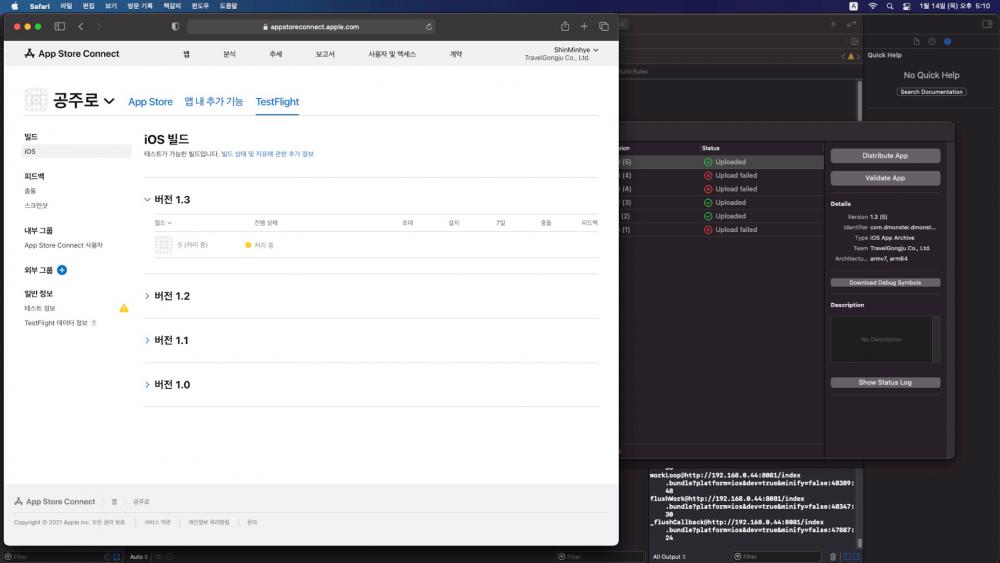 Safari 파일 편집 보기 방문 기록 책갈피 윈도우 도움말
A 1월 14일 (목) 오후 5:10
appstoreconnect.apple.com
App Store Connect 앱 분석 추세 보고서 사용자 및 액세스 계약
ShinMinhye
TravelGongju Co., Ltd.
공주로 App Store 앱 내 추가 기능 TestFlight
빌드
iOS
피드백
충돌
스크린샷
내부 그룹
App Store Connect 사용자
외부 그룹
일반 정보
테스트 정보
TestFlight 데이터 정보 ?
iOS 빌드
테스트가 가능한 빌드입니다. 빌드 상태 및 지표에 관한 추가 정보
버전 1.3
빌드 진행 상태 초대 설치 7일 충돌 피드백
5 (처리 중) 처리 중
버전 1.2
버전 1.1
버전 1.0
App Store Connect 앱 공주로
Copyright © 2021 Apple Inc. 모든 권리 보유. 서비스 약관 개인정보 처리방침 문의
Build Rules
Quick Help
No Quick Help
Search Documentation
Status
(5) Uploaded
(4) Upload failed
(4) Upload failed
(3) Uploaded
(2) Uploaded
(1) Upload failed
Distribute App
Validate App
Details
Version 1.3 (5)
Identifier com.dmonster.dmonst...
Type iOS App Archive
Team TravelGongju Co., Ltd.
Architectu... armv7, arm64
Download Debug Symbols
Description
No Description
Show Status Log
workLoop@http://192.168.0.44:8081/index
.bundle?platform=ios&dev=true&minify=false:48389:
48
flushWork@http://192.168.0.44:8081/index
.bundle?platform=ios&dev=true&minify=false:48347:
30
_flushCallback@http://192.168.0.44:8081/index
.bundle?platform=ios&dev=true&minify=false:47887:
24
Filter Auto Filter All Output Filter